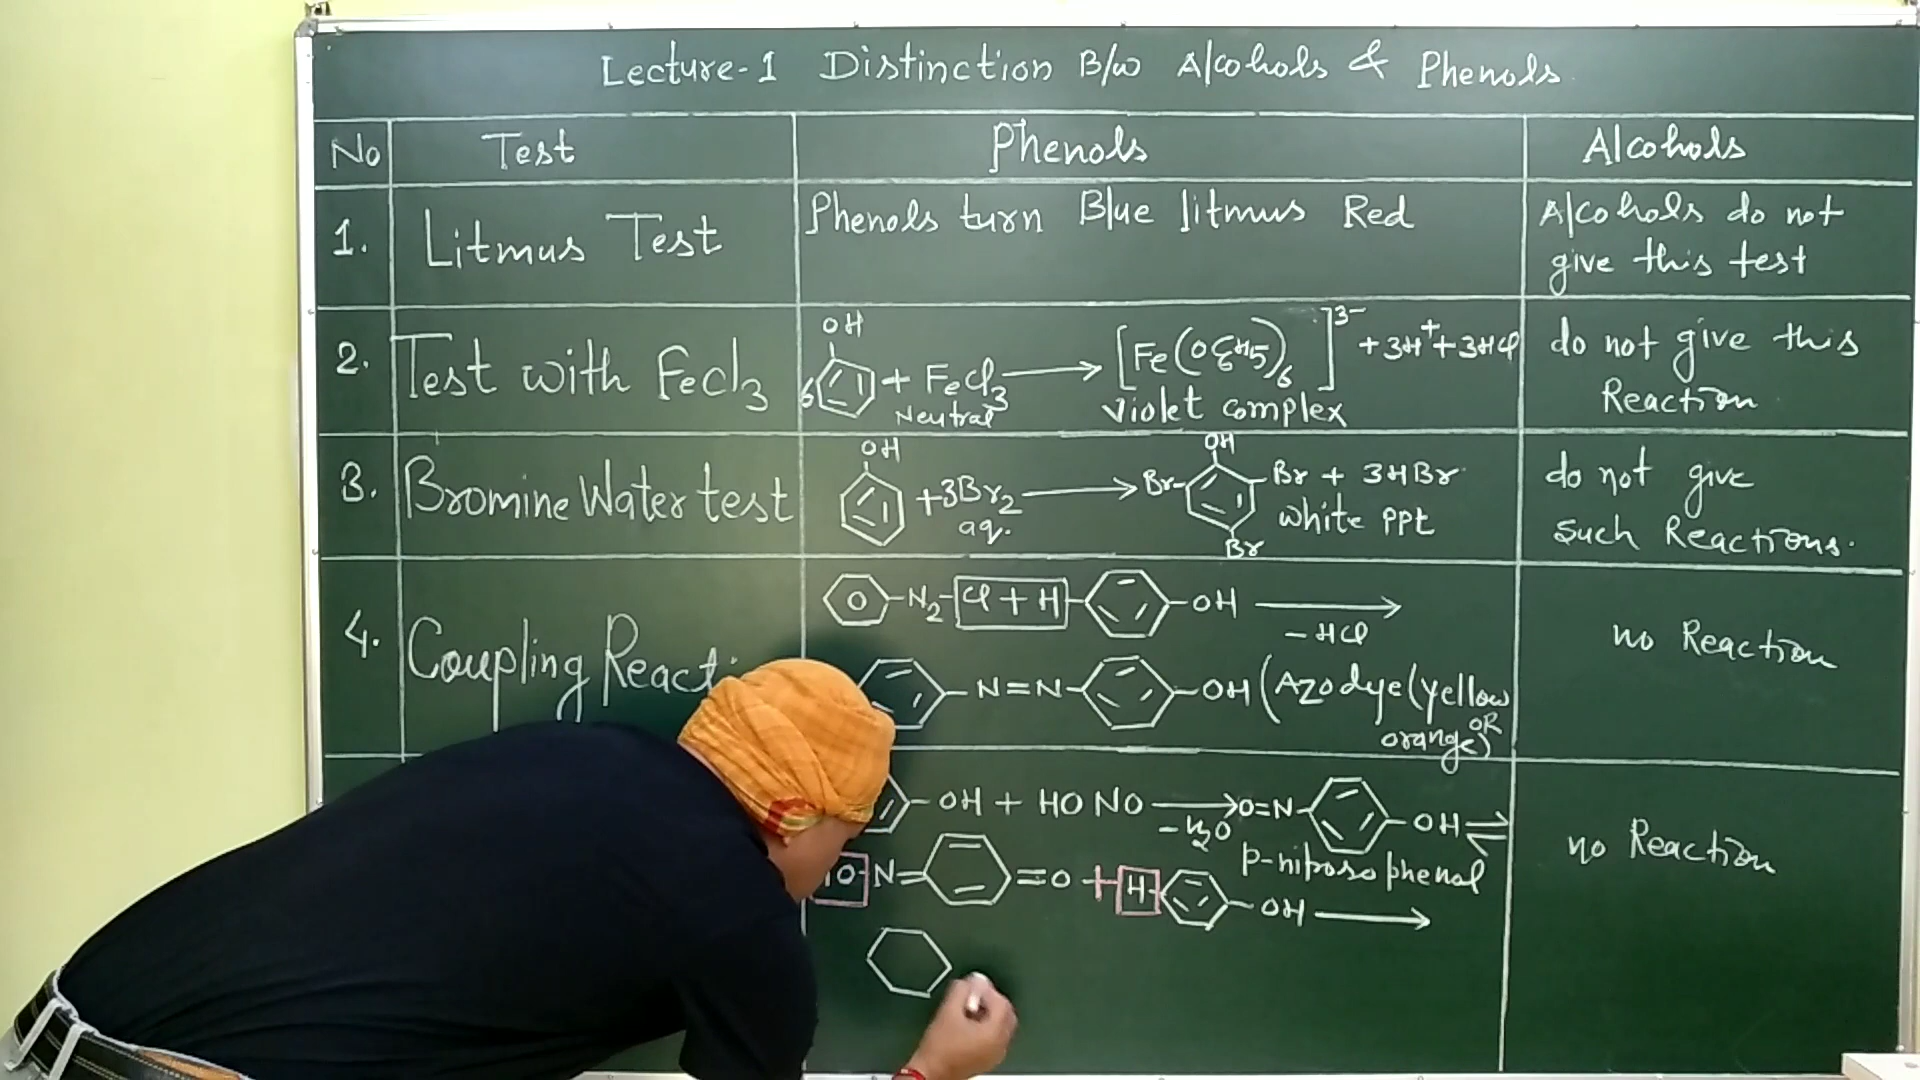 Lecture-1 Distinction B/w Alcohols & Phenols
No Test Phenols Alcohols
1. Litmus Test Phenols turn Blue litmus Red Alcohols do not
give this test
2. Test with FeCl3 6 OH + FeCl3 → [Fe(OC6H5)6]3- + 3H+ + 3HCl do not give this
Neutral Violet complex Reaction
3. Bromine Water test OH + 3Br2 → OH Br- -Br + 3HBr do not give
aq. Br white ppt such Reactions.
4. Coupling Reacti -N2-Cl + H- -OH → no Reaction
-HCl
-N=N- -OH (Azodye (yellow
OR
orange)
-OH + HO NO → O=N- -OH ⇌ no Reaction
-H2O
p-niposophenol
O-N= =O + H- -OH →